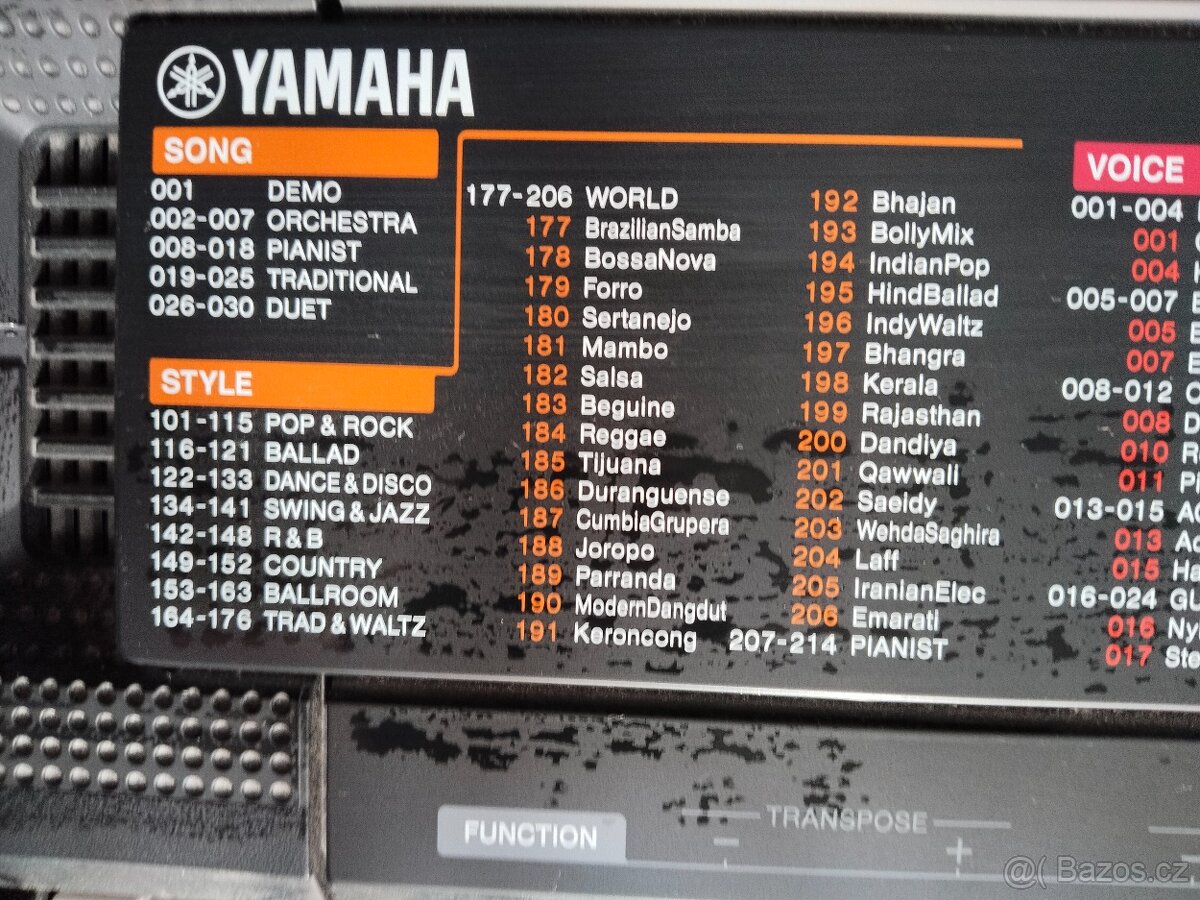 YAMAHA
SONG
001 DEMO
002-007 ORCHESTRA
008-018 PIANIST
019-025 TRADITIONAL
026-030 DUET
STYLE
101-115 POP & ROCK
116-121 BALLAD
122-133 DANCE & DISCO
134-141 SWING & JAZZ
142-148 R & B
149-152 COUNTRY
153-163 BALLROOM
164-176 TRAD & WALTZ
177-206 WORLD
177 BrazilianSamba
178 BossaNova
179 Forro
180 Sertanejo
181 Mambo
182 Salsa
183 Beguine
184 Reggae
185 Tijuana
186 Duranguense
187 CumbiaGrupera
188 Joropo
189 Parranda
190 ModernDangdut
191 Keroncong
192 Bhajan
193 BollyMix
194 IndianPop
195 HindBallad
196 IndyWaltz
197 Bhangra
198 Kerala
199 Rajasthan
200 Dandiya
201 Qawwali
202 Saeidy
203 WehdaSaghira
204 Laff
205 IranianElec
206 Emarati
207-214 PIANIST
VOICE
001-004
001
004
005-007
005
007
008-012
008
010
011
013-015
013
015
016-024
016
017
FUNCTION
TRANSPOSE
- +
Bazos.cz